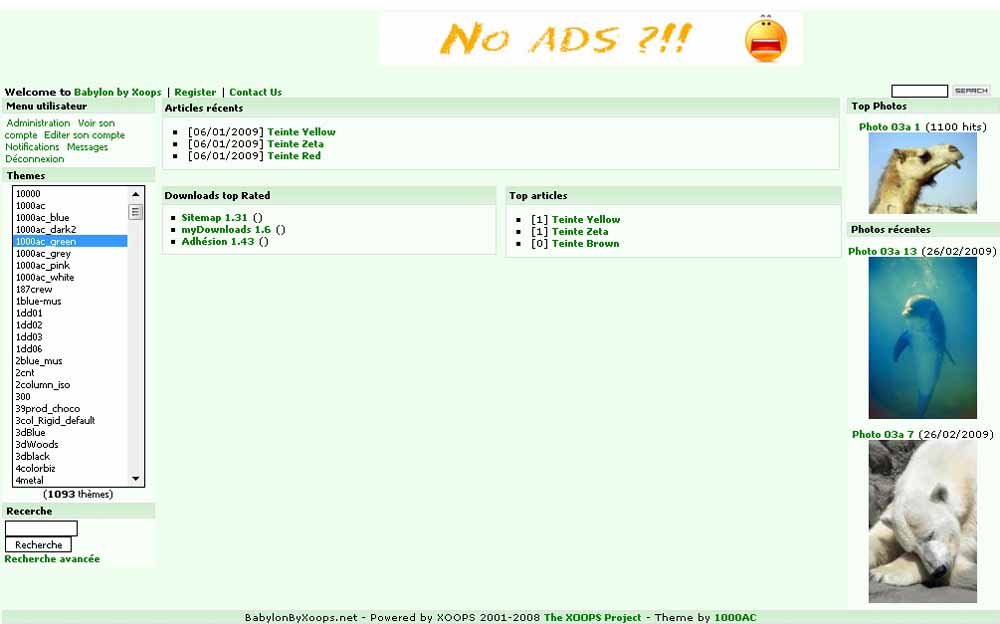 No ADS ?!!
Welcome to Babylon by Xoops | Register | Contact Us
SEARCH
Menu utilisateur
Administration Voir son
compte Editer son compte
Notifications Messages
Déconnexion
Themes
10000
1000ac
1000ac_blue
1000ac_dark2
1000ac_green
1000ac_grey
1000ac_pink
1000ac_white
187crew
1blue-mus
1dd01
1dd02
1dd03
1dd06
2blue_mus
2cnt
2column_iso
300
39prod_choco
3col_Rigid_default
3dBlue
3dWoods
3dblack
4colorbiz
4metal
(1093 thèmes)
Recerche
Recherche
Recherche avancée
Articles récents
[06/01/2009] Teinte Yellow
[06/01/2009] Teinte Zeta
[06/01/2009] Teinte Red
Downloads top Rated
Sitemap 1.31 ()
myDownloads 1.6 ()
Adhésion 1.43 ()
Top articles
[1] Teinte Yellow
[1] Teinte Zeta
[0] Teinte Brown
Top Photos
Photo 03a 1 (1100 hits)
Photos récentes
Photo 03a 13 (26/02/2009)
Photo 03a 7 (26/02/2009)
BabylonByXoops.net - Powered by XOOPS 2001-2008 The XOOPS Project - Theme by 1000AC